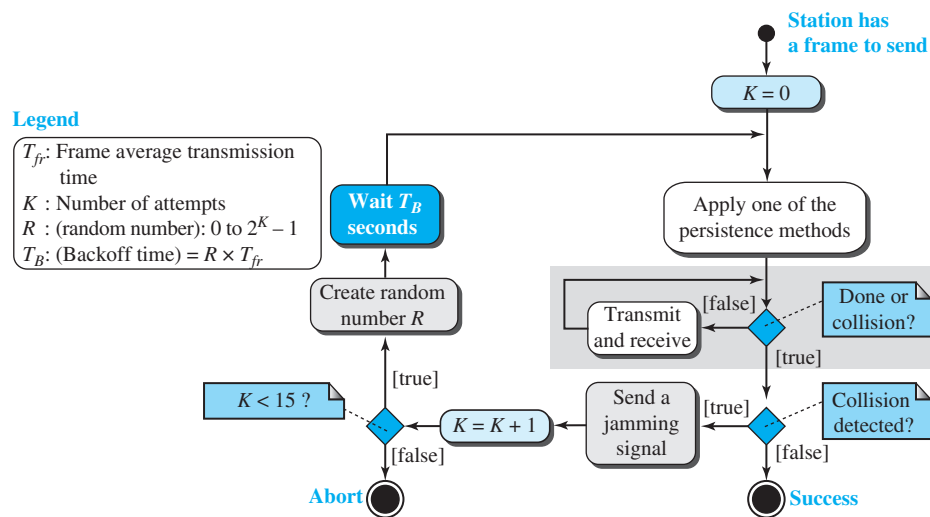 Station has
a frame to send
K = 0
Legend
T_fr: Frame average transmission
time
K : Number of attempts
R : (random number): 0 to 2^K – 1
T_B: (Backoff time) = R × T_fr
Wait T_B
seconds
Apply one of the
persistence methods
Create random
number R
[false]
Transmit
and receive
Done or
collision?
[true]
[true]
K < 15 ?
K = K + 1
Send a
jamming
signal
[true]
Collision
detected?
[false]
[false]
Abort
Success